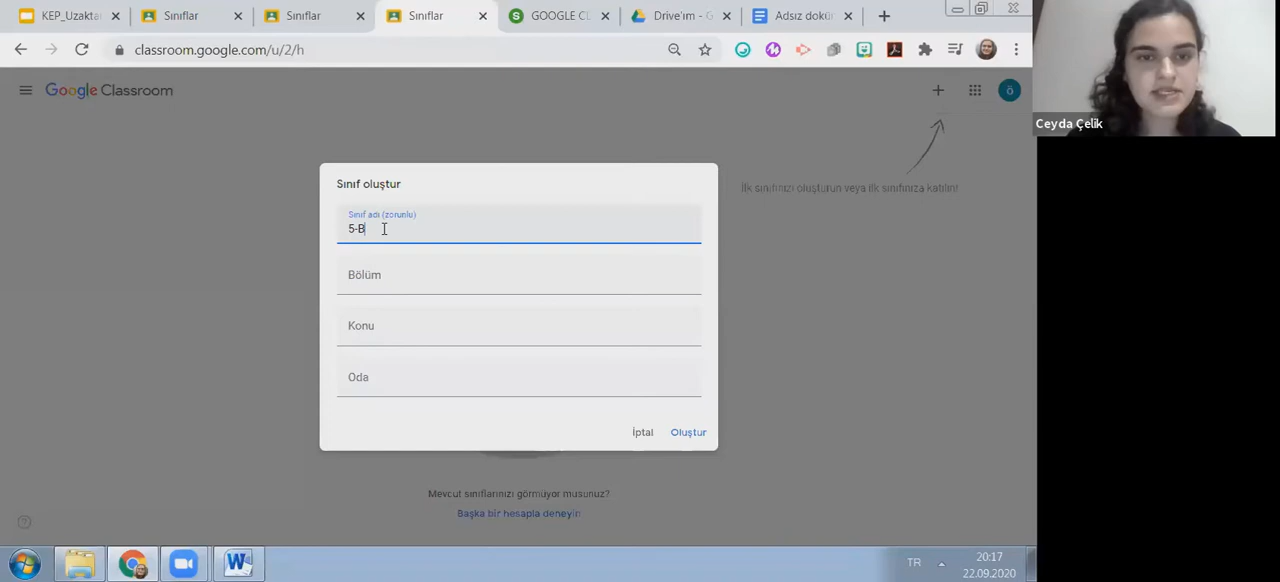 KEP_Uzakta
Sınıflar
Sınıflar
Sınıflar
GOOGLE CL
Drive'ım - G
Adsız dokü
classroom.google.com/u/2/h
Google Classroom
ö
Ceyda Çelik
Sınıf oluştur
İlk sınıfınızı oluşturun veya ilk sınıfınıza katılın!
Sınıf adı (zorunlu)
5-B
Bölüm
Konu
Oda
İptal
Oluştur
Mevcut sınıflarınızı görmüyor musunuz?
Başka bir hesapla deneyin
TR
20:17
22.09.2020